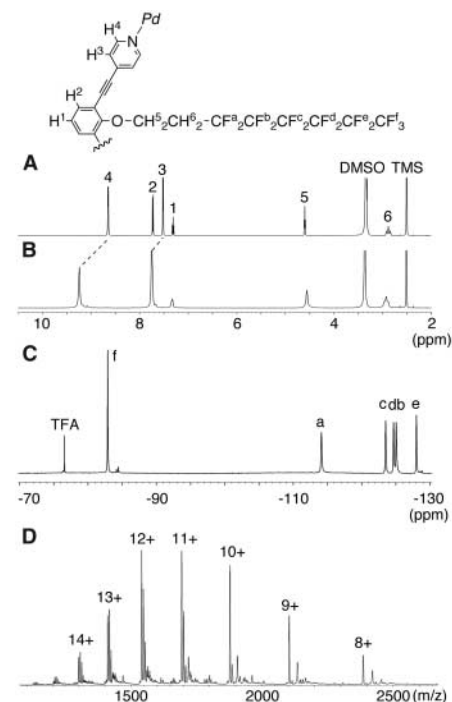 Pd
H⁴ N
H³
H²
H¹ O–CH⁵₂CH⁶₂–CFᵃ₂CFᵇ₂CFᶜ₂CFᵈ₂CFᵉ₂CFᶠ₃
A
4 2 3 1 5 DMSO 6 TMS
B
10 8 6 4 2
(ppm)
C
f
TFA a c d b e
-70 -90 -110 -130
(ppm)
D
14+ 13+ 12+ 11+ 10+ 9+ 8+
1500 2000 2500 (m/z)